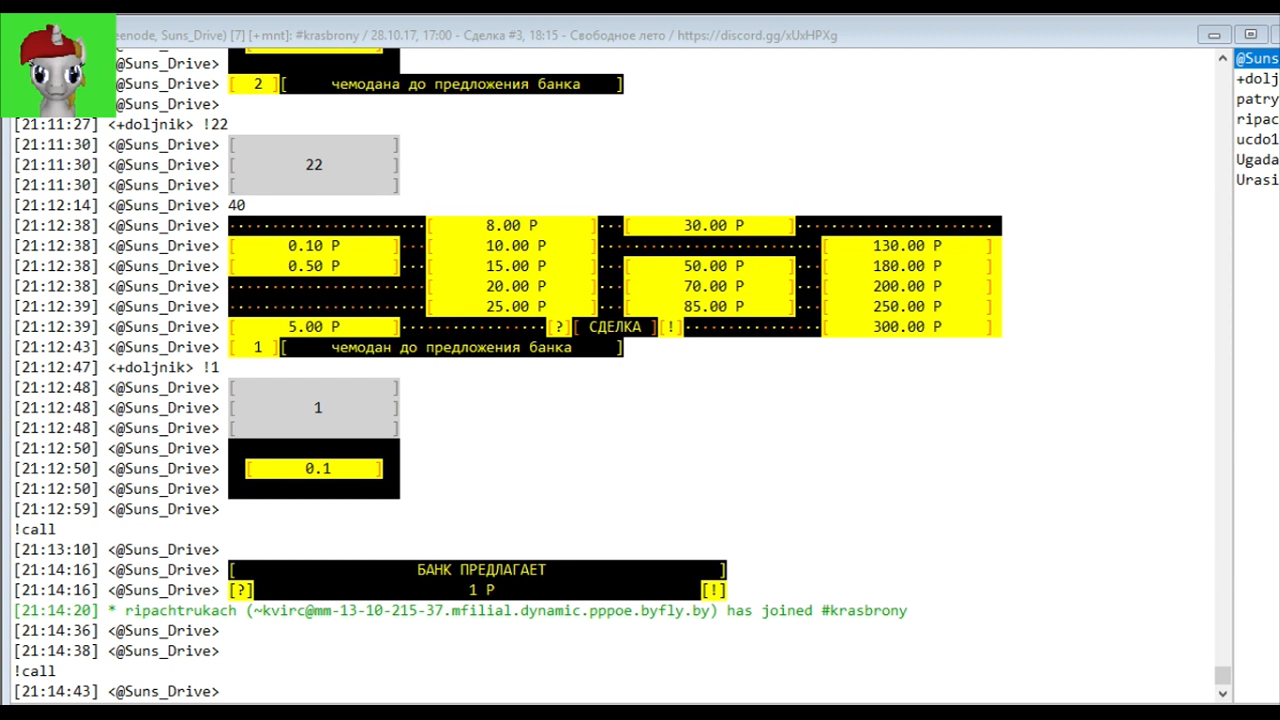 eenode, Suns_Drive) [7] [+mnt]: #krasbrony / 28.10.17, 17:00 - Сделка #3, 18:15 - Свободное лето / https://discord.gg/xUxHPXg
<@Suns_Drive>
<@Suns_Drive> [ 2 ][ чемодана до предложения банка ]
<@Suns_Drive>
[21:11:27] <+doljnik> !22
[21:11:30] <@Suns_Drive> [ ]
[21:11:30] <@Suns_Drive> [ 22 ]
[21:11:30] <@Suns_Drive> [ ]
[21:12:14] <@Suns_Drive> 40
[21:12:38] <@Suns_Drive> [ 8.00 Р ] [ 30.00 Р ]
[21:12:38] <@Suns_Drive> [ 0.10 Р ] [ 10.00 Р ] [ 130.00 Р ]
[21:12:38] <@Suns_Drive> [ 0.50 Р ] [ 15.00 Р ] [ 50.00 Р ] [ 180.00 Р ]
[21:12:38] <@Suns_Drive> [ 20.00 Р ] [ 70.00 Р ] [ 200.00 Р ]
[21:12:39] <@Suns_Drive> [ 25.00 Р ] [ 85.00 Р ] [ 250.00 Р ]
[21:12:39] <@Suns_Drive> [ 5.00 Р ] [?][ СДЕЛКА ][!] [ 300.00 Р ]
[21:12:43] <@Suns_Drive> [ 1 ][ чемодан до предложения банка ]
[21:12:47] <+doljnik> !1
[21:12:48] <@Suns_Drive> [ ]
[21:12:48] <@Suns_Drive> [ 1 ]
[21:12:48] <@Suns_Drive> [ ]
[21:12:50] <@Suns_Drive>
[21:12:50] <@Suns_Drive> [ 0.1 ]
[21:12:50] <@Suns_Drive>
[21:12:59] <@Suns_Drive>
!call
[21:13:10] <@Suns_Drive>
[21:14:16] <@Suns_Drive> [ БАНК ПРЕДЛАГАЕТ ]
[21:14:16] <@Suns_Drive> [?] 1 Р [!]
[21:14:20] * ripachtrukach (~kvirc@mm-13-10-215-37.mfilial.dynamic.pppoe.byfly.by) has joined #krasbrony
[21:14:36] <@Suns_Drive>
[21:14:38] <@Suns_Drive>
!call
[21:14:43] <@Suns_Drive>
@Suns
+dolj
patry
ripac
ucdo1
Ugada
Urasi